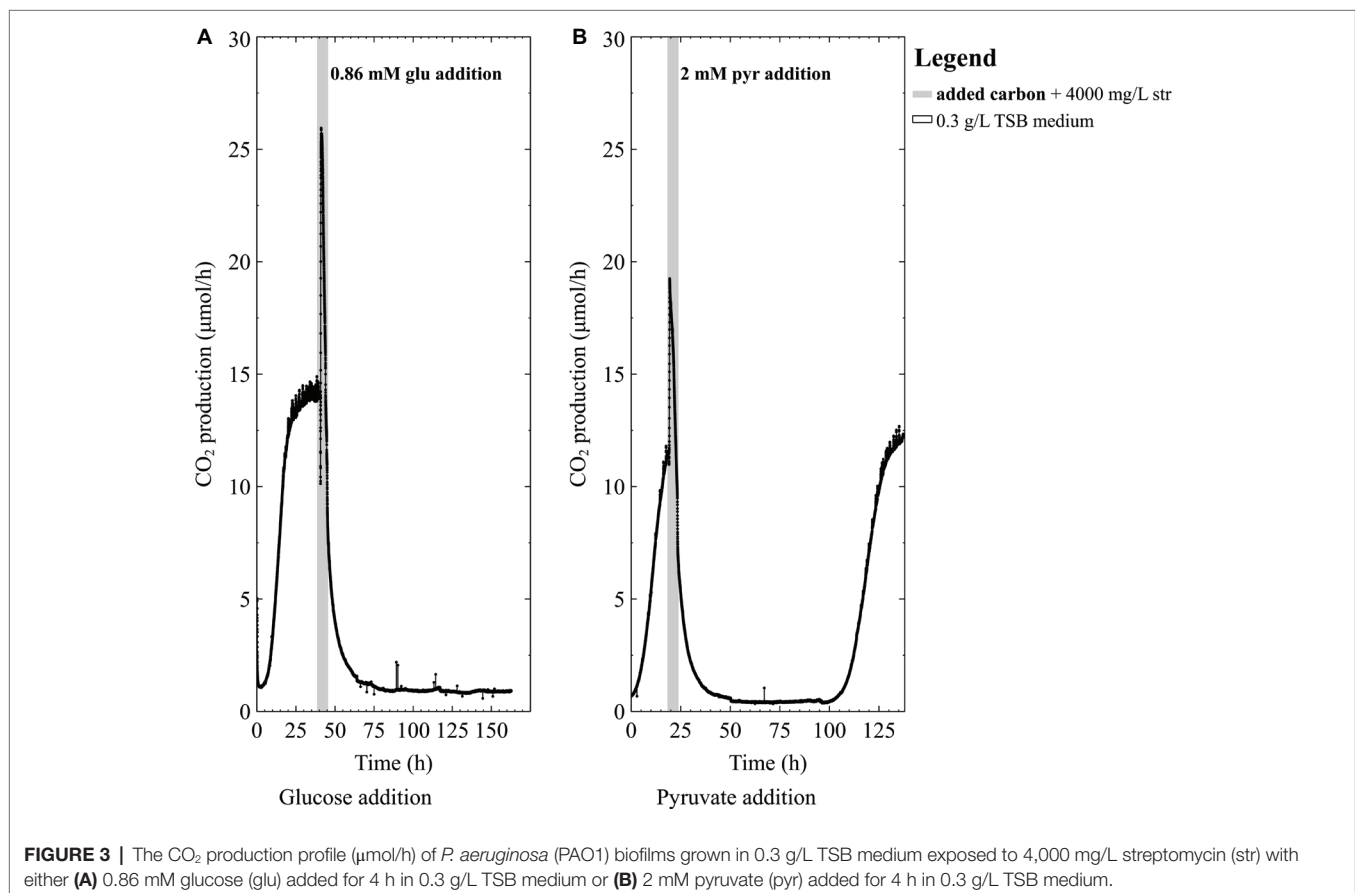 A
B
30
25
20
15
10
5
0
CO₂ production (µmol/h)
0.86 mM glu addition
0 25 50 75 100 125 150
Time (h)
Glucose addition
30
25
20
15
10
5
0
CO₂ production (µmol/h)
2 mM pyr addition
0 25 50 75 100 125
Time (h)
Pyruvate addition
Legend
added carbon + 4000 mg/L str
0.3 g/L TSB medium
FIGURE 3 | The CO₂ production profile (μmol/h) of P. aeruginosa (PAO1) biofilms grown in 0.3 g/L TSB medium exposed to 4,000 mg/L streptomycin (str) with
either (A) 0.86 mM glucose (glu) added for 4 h in 0.3 g/L TSB medium or (B) 2 mM pyruvate (pyr) added for 4 h in 0.3 g/L TSB medium.